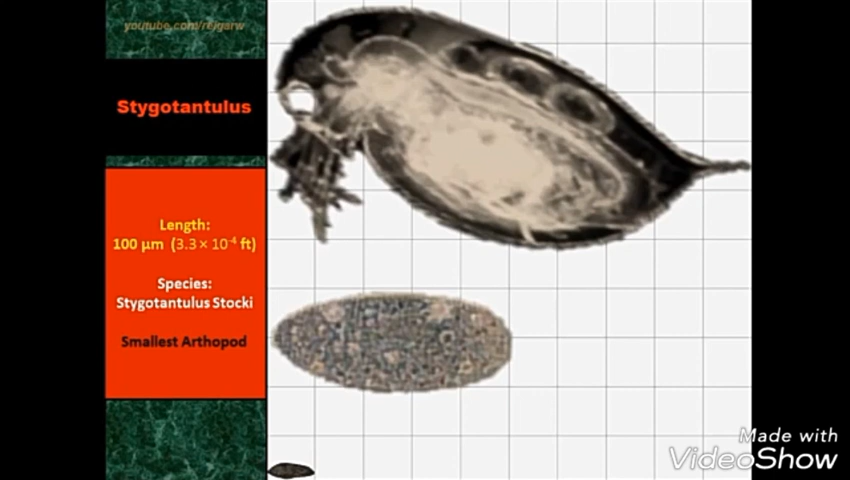 youtube.com/rejgarw
Stygotantulus
Length:
100 µm (3.3 × 10⁻⁴ ft)
Species:
Stygotantulus Stocki
Smallest Arthopod
Made with
VideoShow